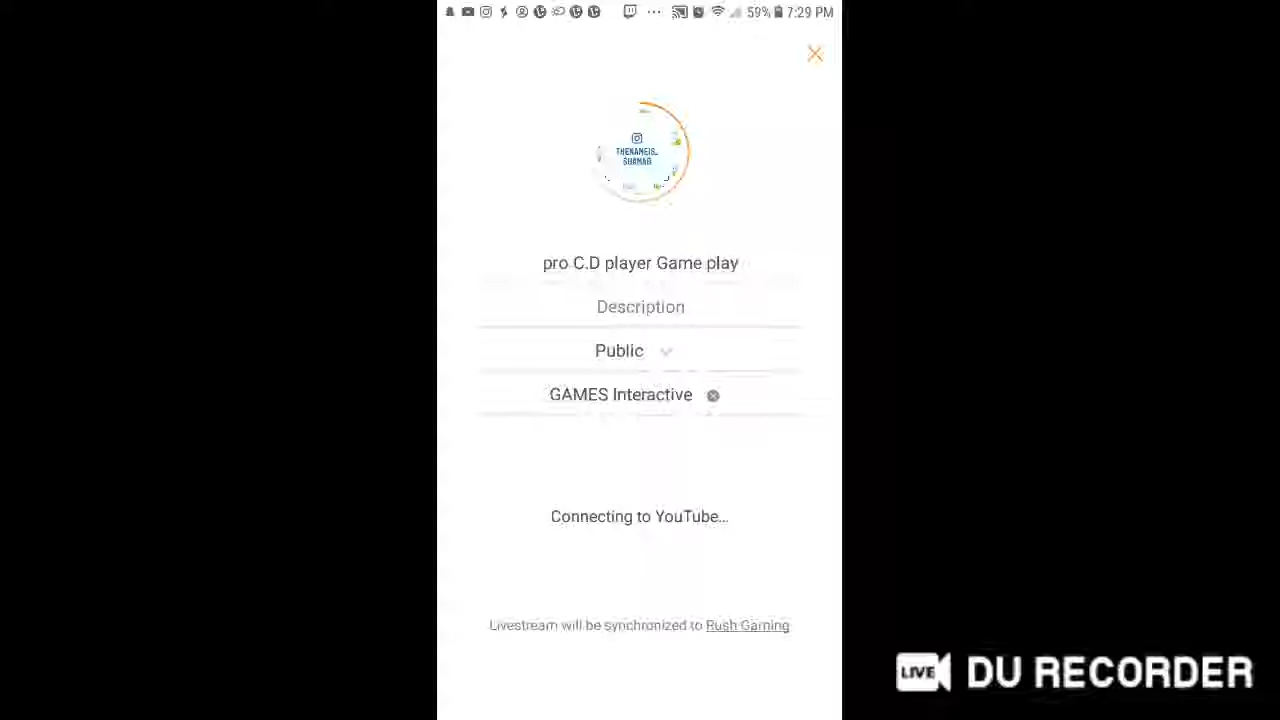 59% 7:29 PM
THENAMEIS_
pro C.D player Game play
Description
Public
GAMES Interactive
Connecting to YouTube...
Livestream will be synchronized to Rush Gaming
LIVE DU RECORDER